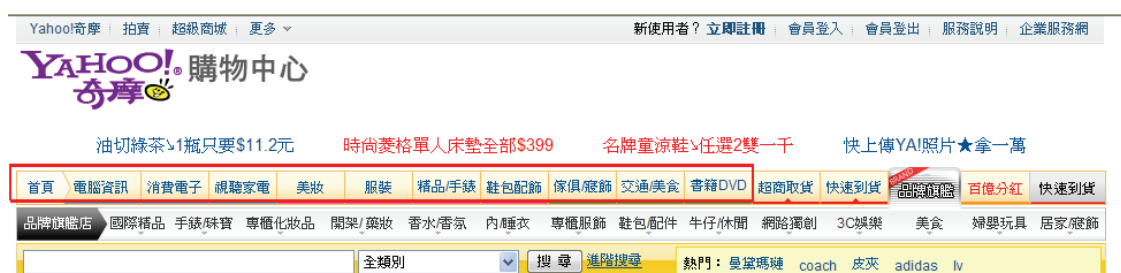 Yahoo!奇摩 拍賣 超級商城 更多 新使用者？立即註冊 會員登入 會員登出 服務說明 企業服務網
YAHOO!® 奇摩 購物中心
油切綠茶↘1瓶只要$11.2元 時尚菱格單人床墊全部$399 名牌童涼鞋↘任選2雙一千 快上傳YA!照片★拿一萬
首頁 電腦資訊 消費電子 視聽家電 美妝 服裝 精品/手錶 鞋包配飾 傢俱/寢飾 交通/美食 書籍DVD 超商取貨 快速到貨 品牌旗艦 百億分紅 快速到貨
品牌旗艦店 國際精品 手錶/珠寶 專櫃化妝品 開架/藥妝 香水/香氛 內/睡衣 專櫃服飾 鞋包/配件 牛仔/休閒 網路獨創 3C娛樂 美食 婦嬰玩具 居家/寢飾
全類別 搜尋 進階搜尋 熱門：曼黛瑪璉 coach 皮夾 adidas lv